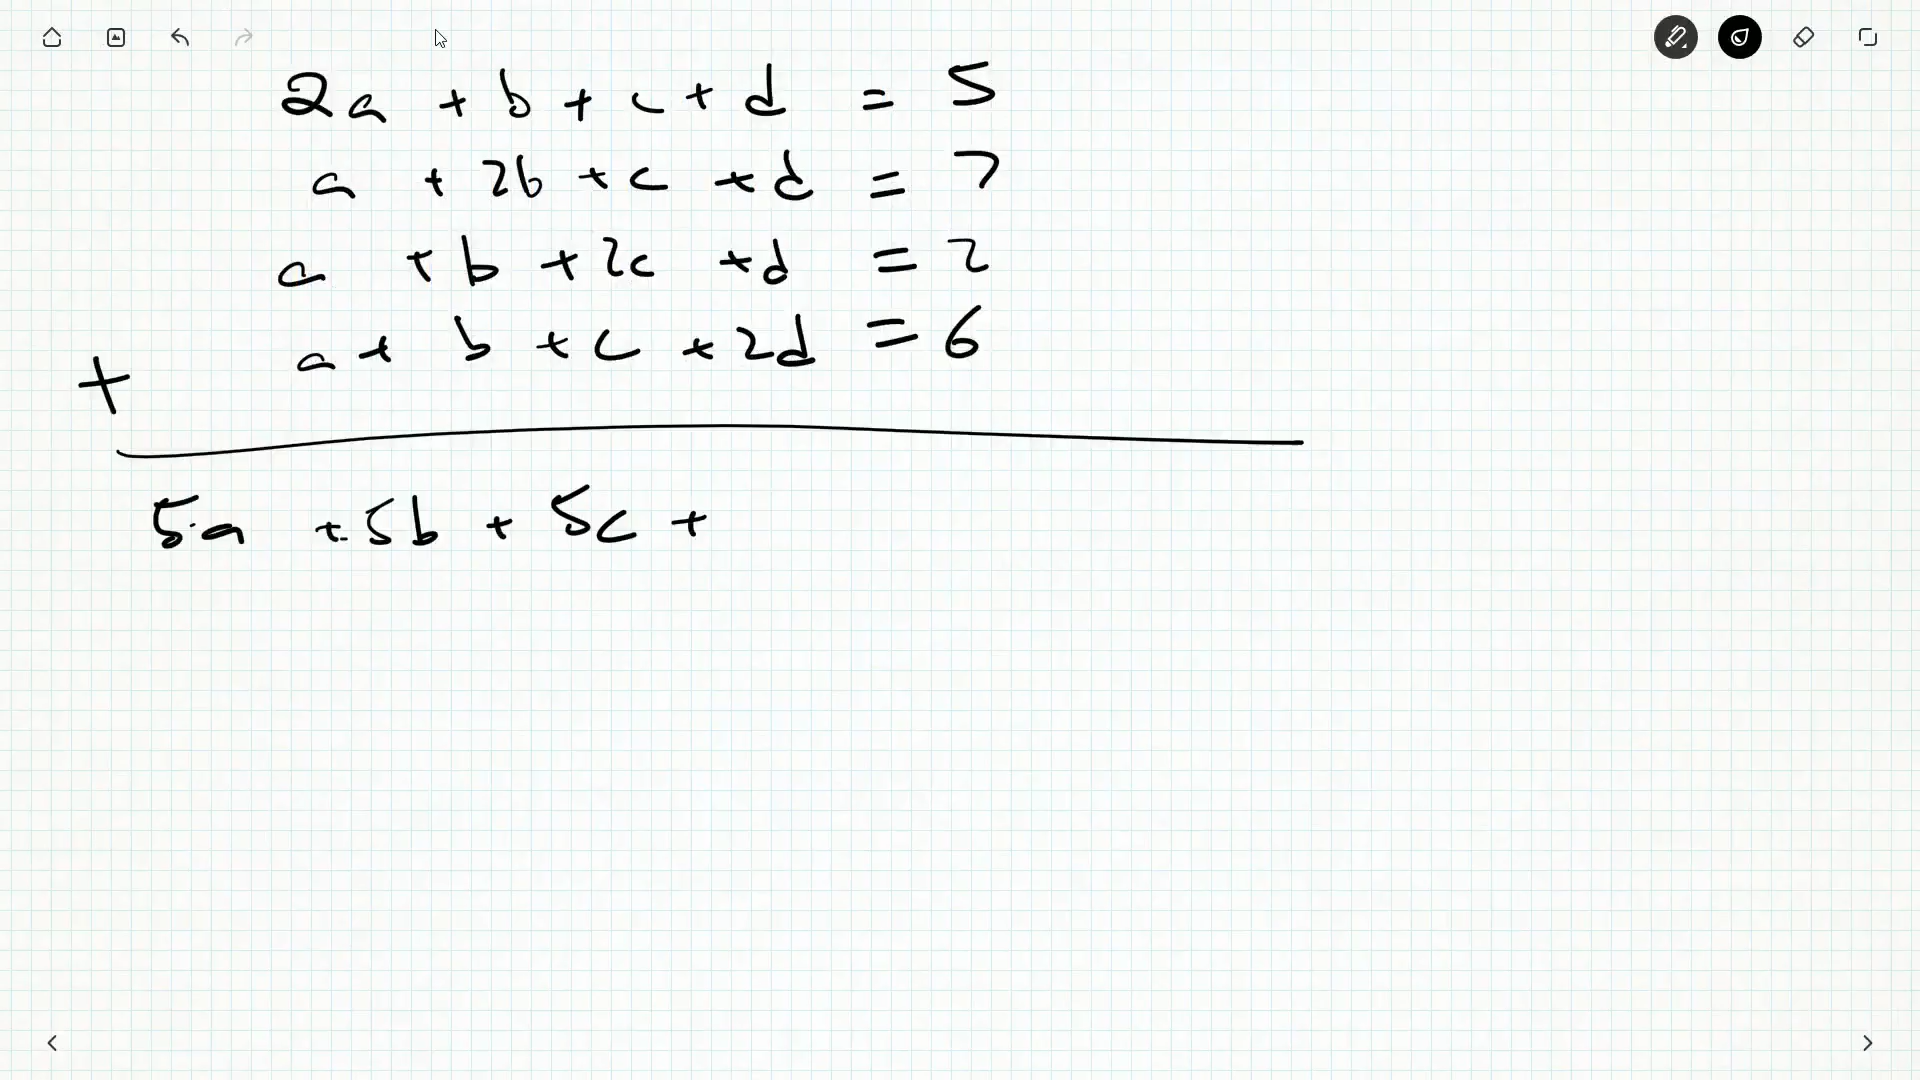 2a + b + c + d = 5
a + 2b + c + d = 7
a + b + 2c + d = 2
a + b + c + 2d = 6
+
5a + 5b + 5c +